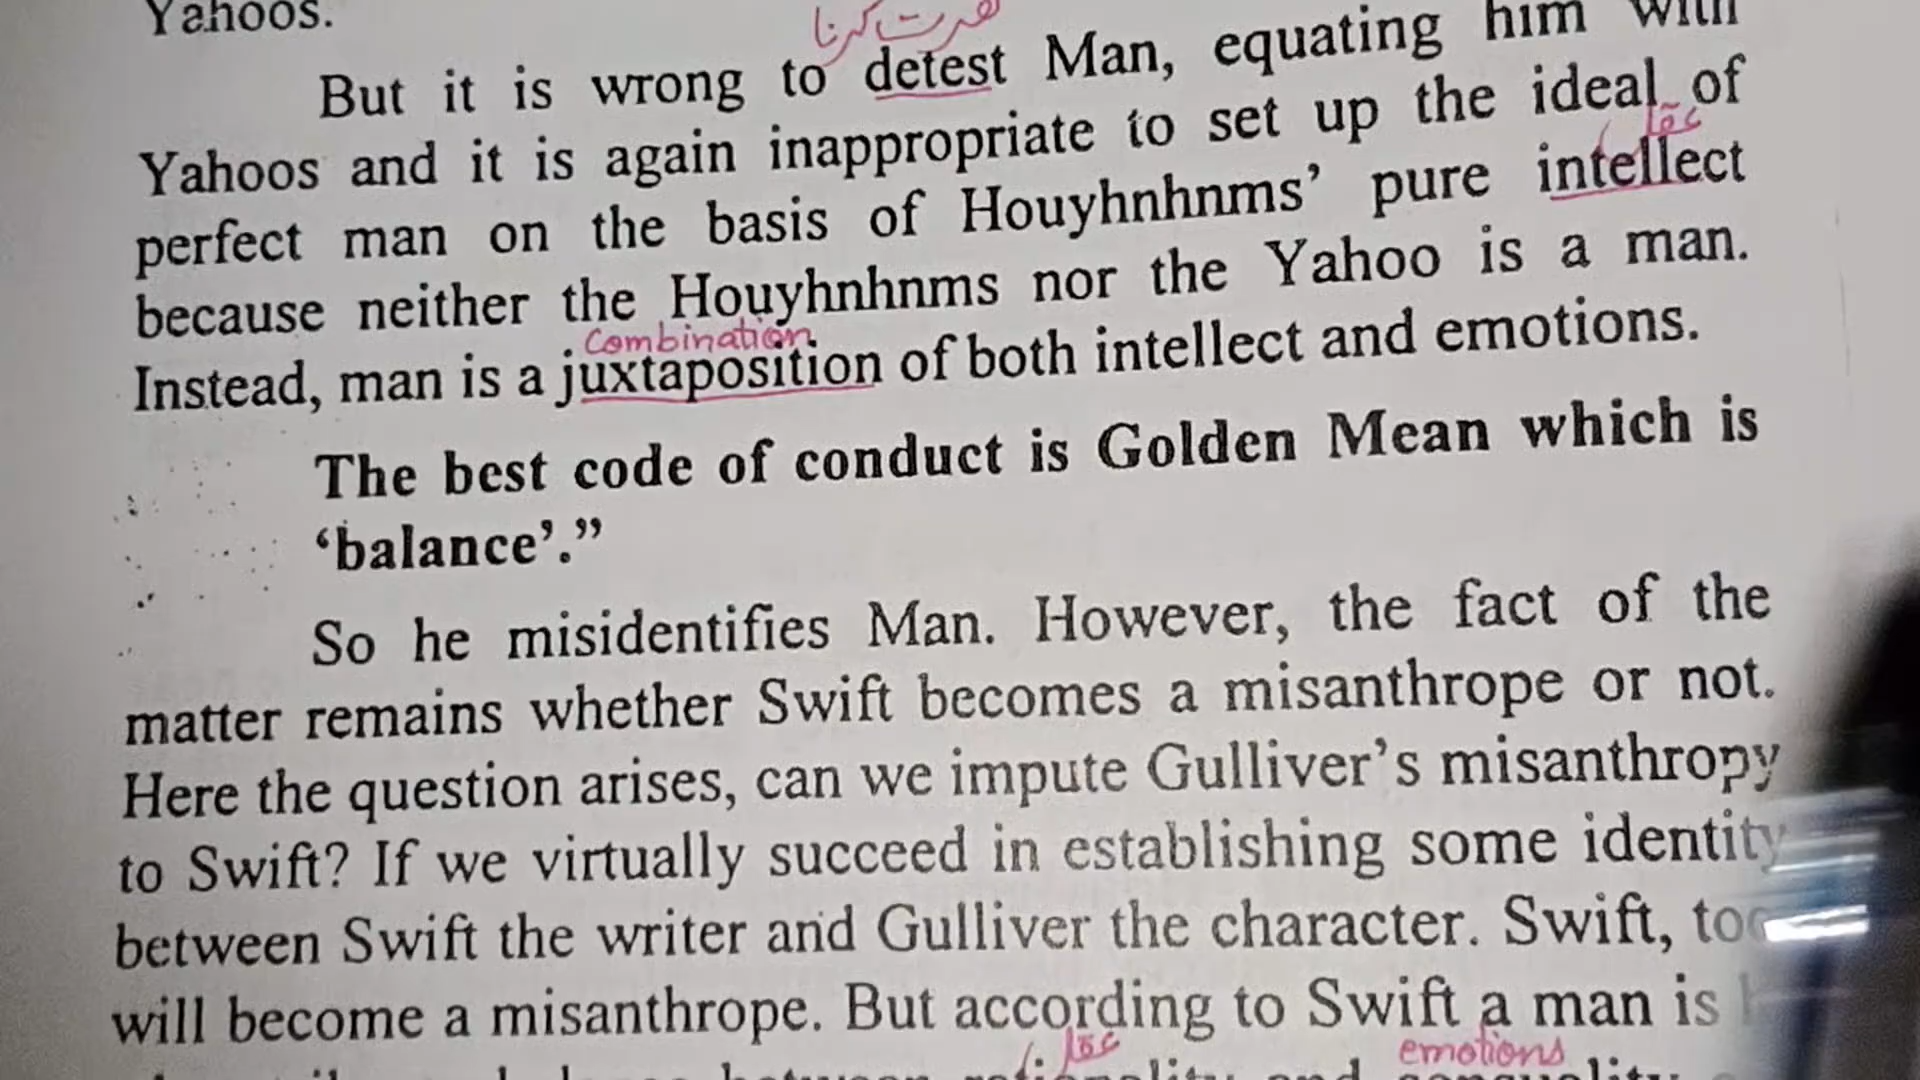 Yahoos.
نفرت کرنا
But it is wrong to detest Man, equating him with
Yahoos and it is again inappropriate to set up the ideal of
عقل
perfect man on the basis of Houyhnhnms’ pure intellect
because neither the Houyhnhnms nor the Yahoo is a man.
Combination
Instead, man is a juxtaposition of both intellect and emotions.
The best code of conduct is Golden Mean which is
‘balance’.”
So he misidentifies Man. However, the fact of the
matter remains whether Swift becomes a misanthrope or not.
Here the question arises, can we impute Gulliver’s misanthropy
to Swift? If we virtually succeed in establishing some identity
between Swift the writer and Gulliver the character. Swift, too
will become a misanthrope. But according to Swift a man is
عقل emotions
between and